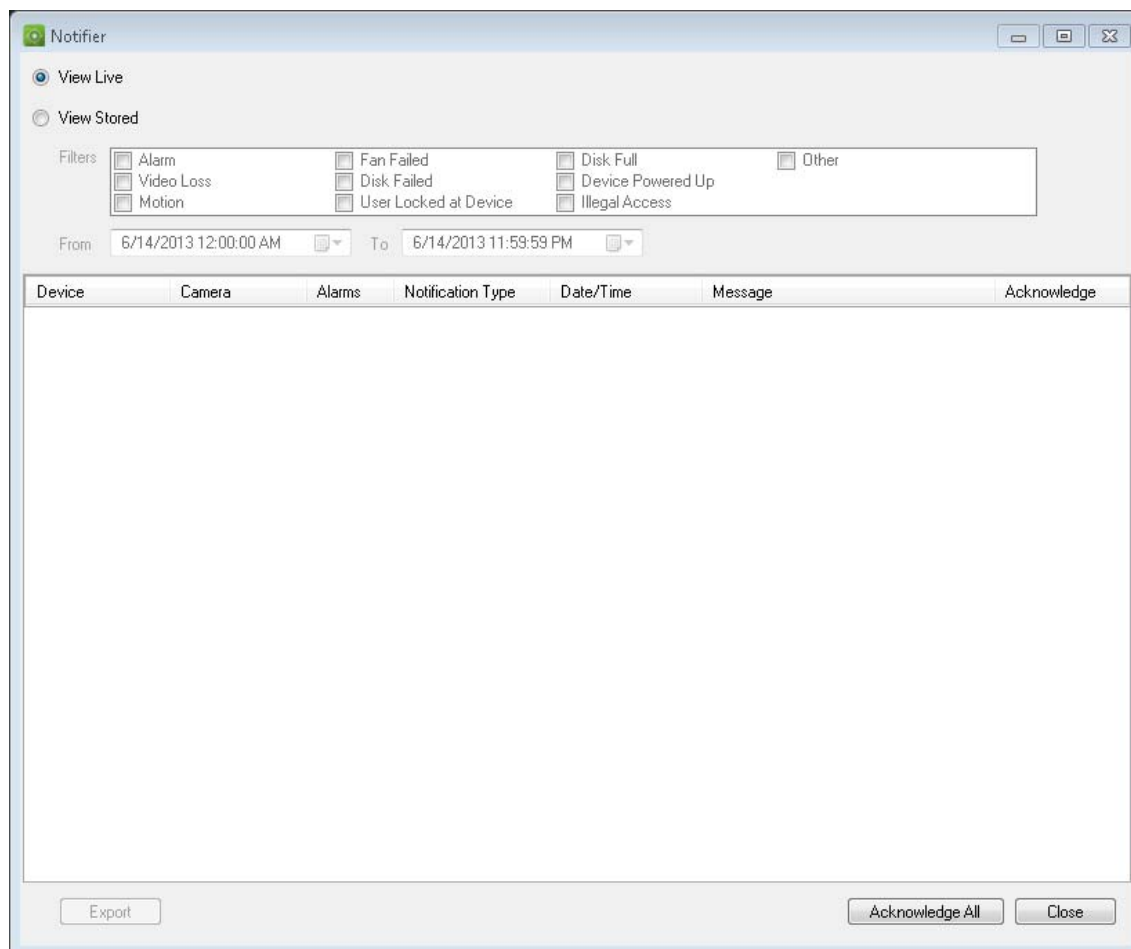 Notifier
View Live
View Stored
Filters Alarm Fan Failed Disk Full Other
Video Loss Disk Failed Device Powered Up
Motion User Locked at Device Illegal Access
From 6/14/2013 12:00:00 AM To 6/14/2013 11:59:59 PM
Device Camera Alarms Notification Type Date/Time Message Acknowledge
Export Acknowledge All Close